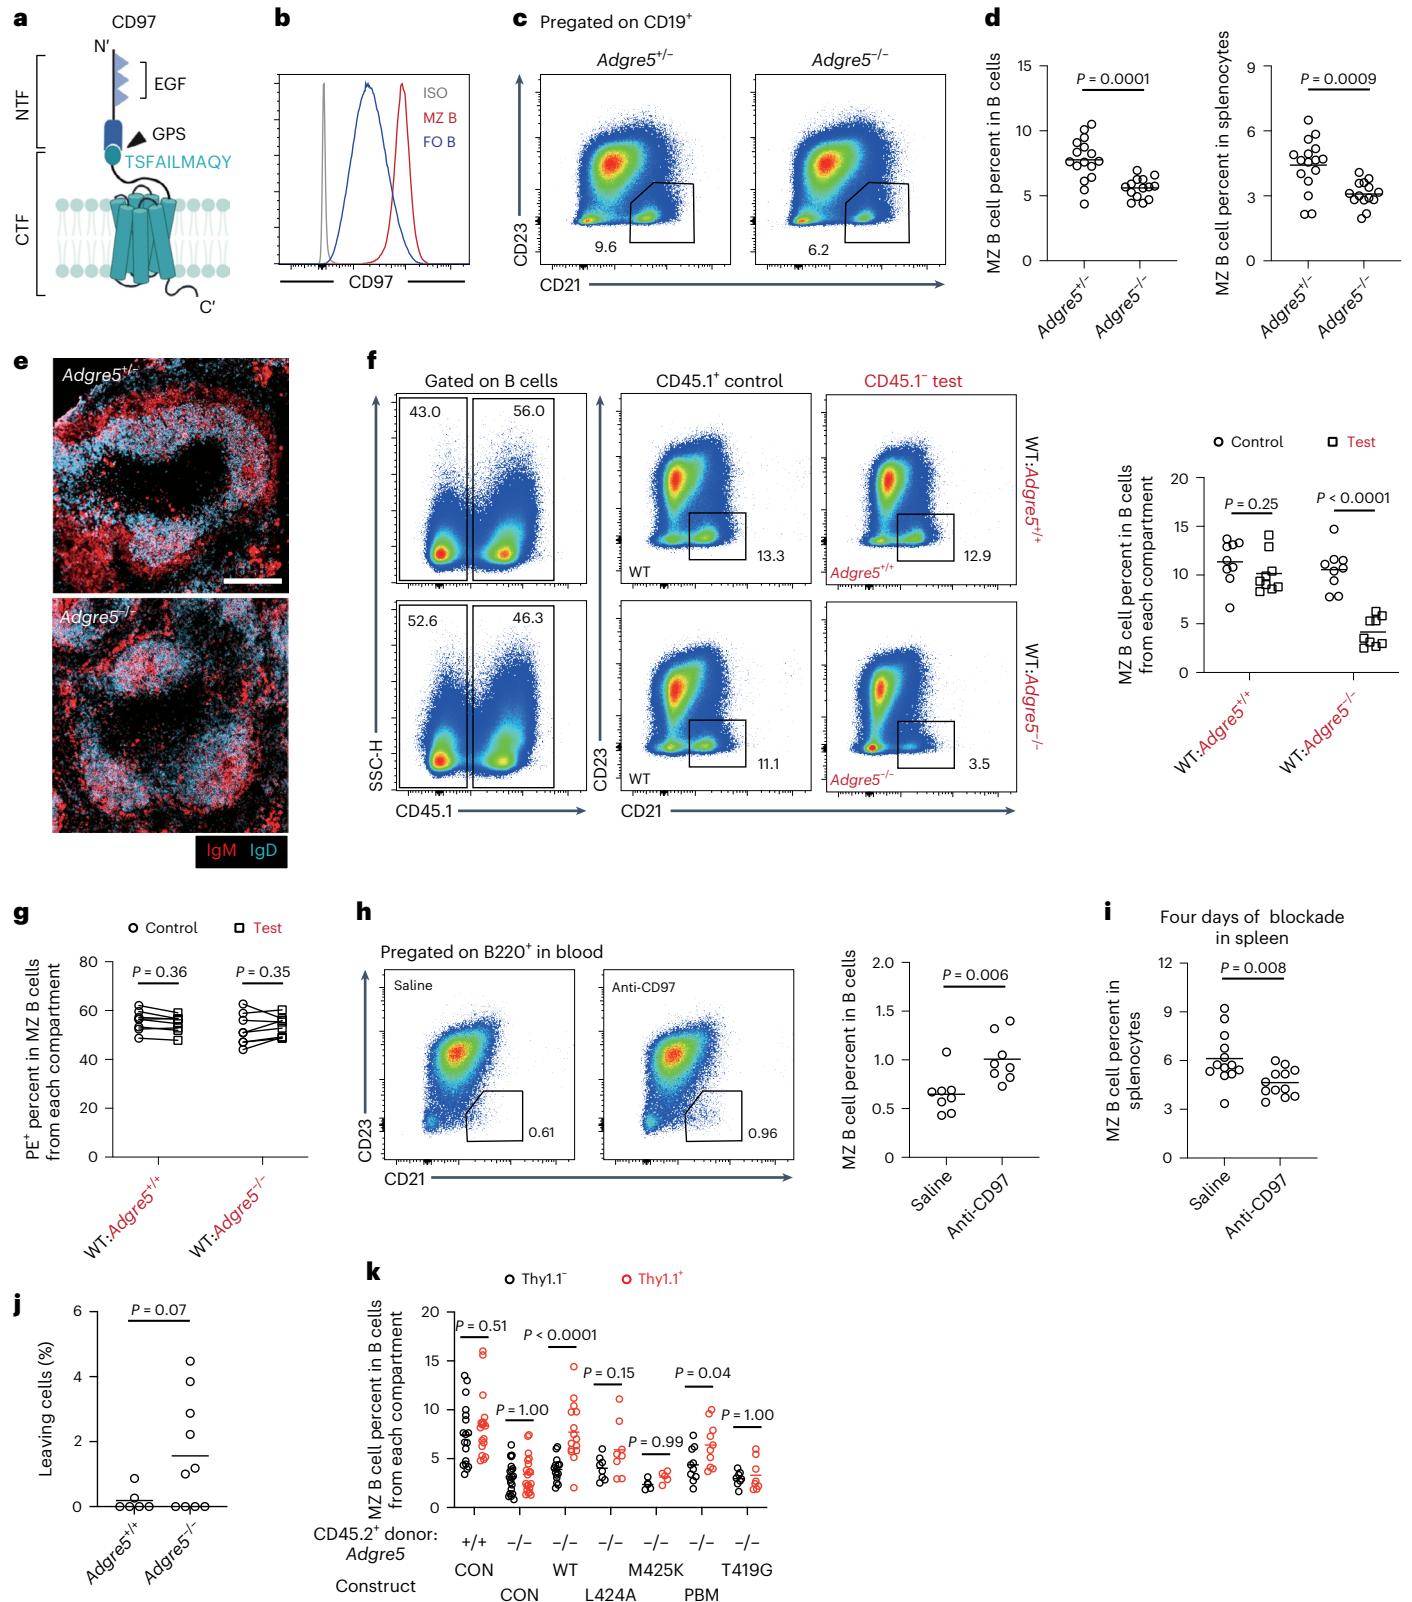 a
CD97
N′
NTF
EGF
GPS
TSFAILMAQY
CTF
C′
b
ISO
MZ B
FO B
CD97
c Pregated on CD19⁺
Adgre5⁺/⁻
Adgre5⁻/⁻
CD23
9.6
6.2
CD21
d
MZ B cell percent in B cells
15
10
5
0
P = 0.0001
Adgre5⁺/⁻
Adgre5⁻/⁻
MZ B cell percent in splenocytes
9
6
3
0
P = 0.0009
Adgre5⁺/⁻
Adgre5⁻/⁻
e
Adgre5⁺/⁻
Adgre5⁻/⁻
IgM IgD
f
Gated on B cells
CD45.1⁺ control
CD45.1⁻ test
43.0
56.0
WT
13.3
Adgre5⁺/⁺
12.9
WT:Adgre5⁺/⁺
52.6
46.3
WT
11.1
Adgre5⁻/⁻
3.5
WT:Adgre5⁻/⁻
SSC-H
CD45.1
CD23
CD21
Control
Test
MZ B cell percent in B cells
from each compartment
20
15
10
5
0
P = 0.25
P < 0.0001
WT:Adgre5⁺/⁺
WT:Adgre5⁻/⁻
g
Control
Test
PE⁺ percent in MZ B cells
from each compartment
80
60
40
20
0
P = 0.36
P = 0.35
WT:Adgre5⁺/⁺
WT:Adgre5⁻/⁻
h
Pregated on B220⁺ in blood
Saline
Anti-CD97
0.61
0.96
CD23
CD21
MZ B cell percent in B cells
2.0
1.5
1.0
0.5
0
P = 0.006
Saline
Anti-CD97
i
Four days of blockade
in spleen
MZ B cell percent in
splenocytes
12
9
6
3
0
P = 0.008
Saline
Anti-CD97
j
Leaving cells (%)
6
4
2
0
P = 0.07
Adgre5⁺/⁺
Adgre5⁻/⁻
k
Thy1.1⁻
Thy1.1⁺
MZ B cell percent in B cells
from each compartment
20
15
10
5
0
P = 0.51
P = 1.00
P < 0.0001
P = 0.15
P = 0.99
P = 0.04
P = 1.00
CD45.2⁺ donor:
Adgre5
+/+ −/− −/− −/− −/− −/− −/−
Construct
CON CON WT L424A M425K PBM T419G